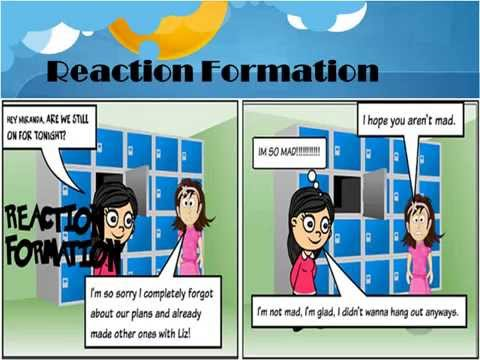 Reaction Formation
HEY MIRANDA, ARE WE STILL
ON FOR TONIGHT?
REACTION
FORMATION
I'm so sorry I completely forgot
about our plans and already
made other ones with Liz!
I hope you aren't mad.
IM SO MAD!!!!!!!!!!!
I'm not mad, I'm glad, I didn't wanna hang out anyways.